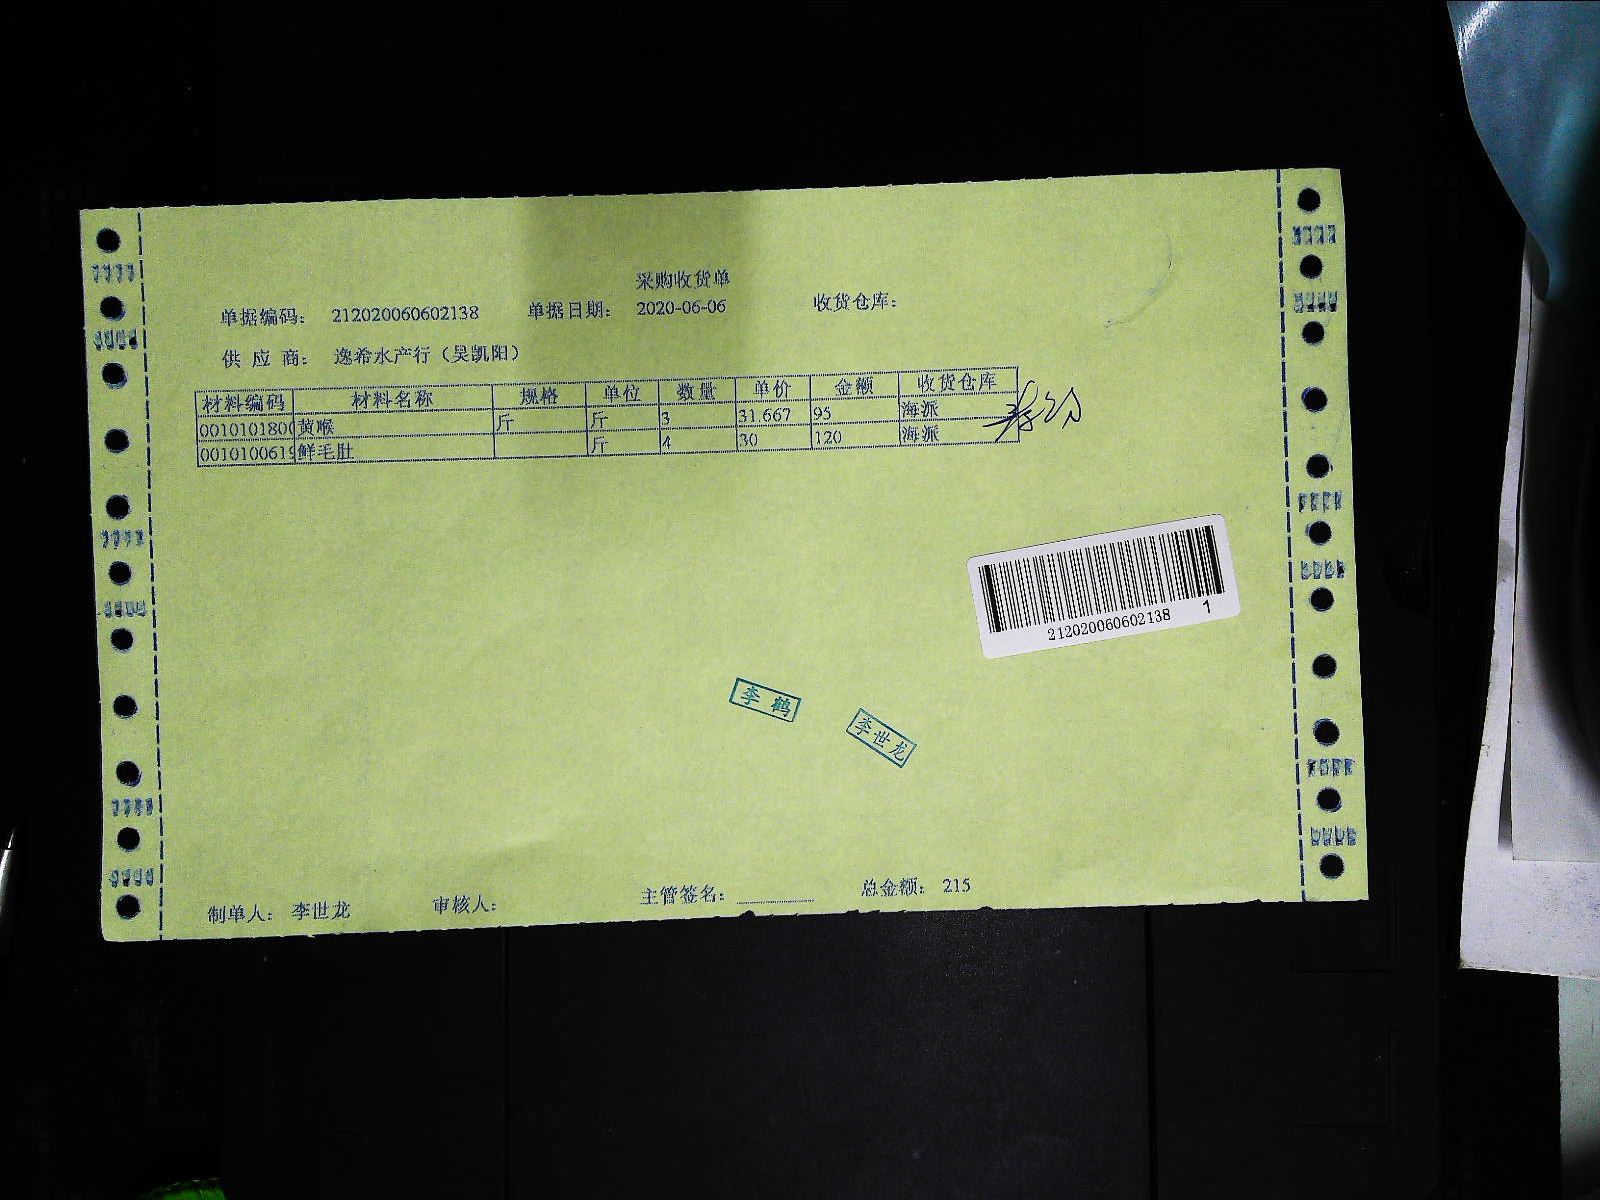 采购收货单
单据编码： 212020060602138 单据日期： 2020-06-06 收货仓库：
供 应 商： 逸希水产行（吴凯阳）
材料编码 材料名称 规格 单位 数量 单价 金额 收货仓库
0010101800 黄喉 斤 斤 3 31.667 95 海派
001010061 鲜毛肚 斤 4 30 120 海派
212020060602138 1
李鹤
李世龙
制单人： 李世龙 审核人： 主管签名： 总金额： 215